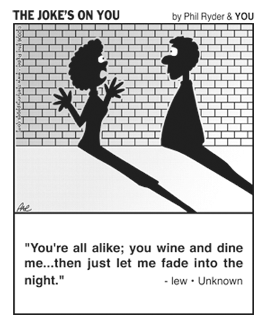 THE JOKE'S ON YOU by Phil Ryder & YOU
"You're all alike; you wine and dine
me...then just let me fade into the
night." - lew • Unknown